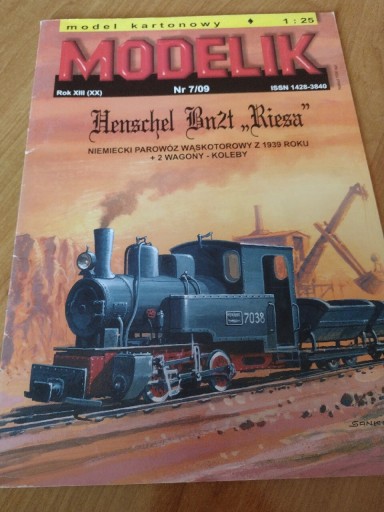 model kartonowy ♦ 1 : 25
MODELIK
Rok XIII (XX) Nr 7/09 ISSN 1428-3840
Henschel Bn2t „Riesa”
NIEMIECKI PAROWÓZ WĄSKOTOROWY Z 1939 ROKU
+ 2 WAGONY - KOLEBY
7038